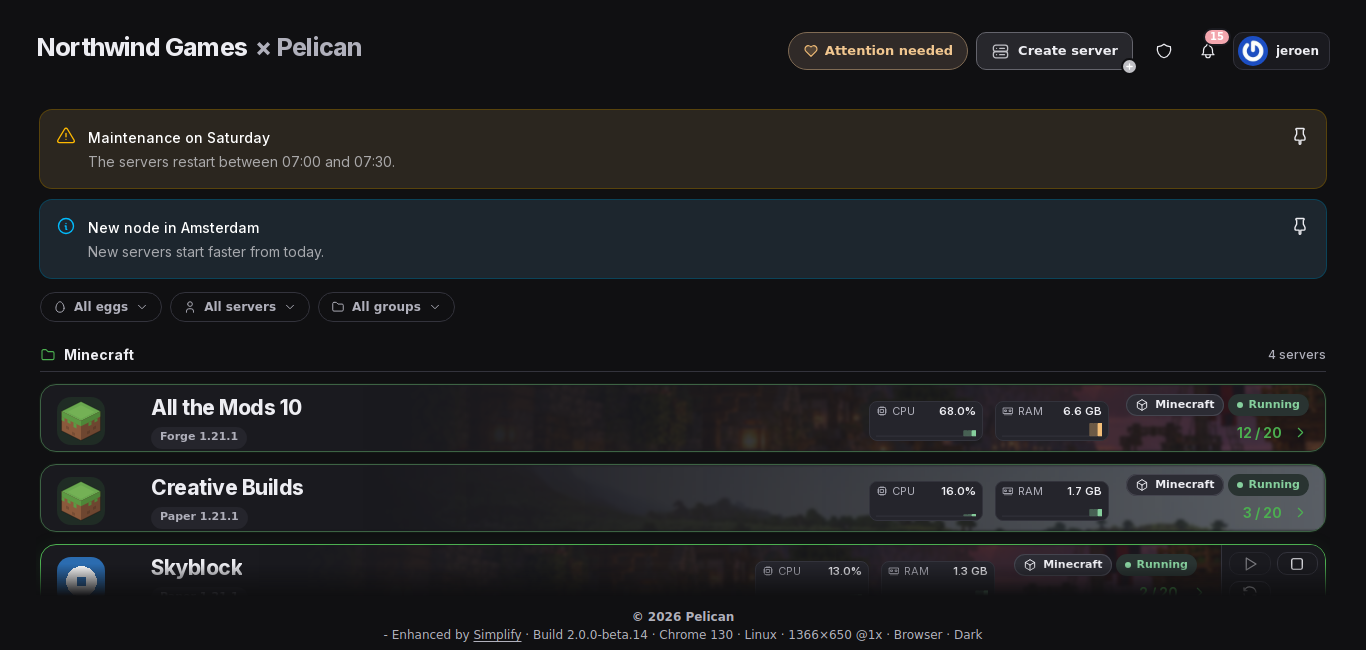 Northwind Games × Pelican
Attention needed
Create server
15
jeroen
Maintenance on Saturday
The servers restart between 07:00 and 07:30.
New node in Amsterdam
New servers start faster from today.
All eggs
All servers
All groups
Minecraft
4 servers
All the Mods 10
Forge 1.21.1
CPU 68.0%
RAM 6.6 GB
Minecraft
Running
12 / 20
Creative Builds
Paper 1.21.1
CPU 16.0%
RAM 1.7 GB
Minecraft
Running
3 / 20
Skyblock
CPU 13.0%
RAM 1.3 GB
Minecraft
Running
© 2026 Pelican
- Enhanced by Simplify · Build 2.0.0-beta.14 · Chrome 130 · Linux · 1366×650 @1x · Browser · Dark